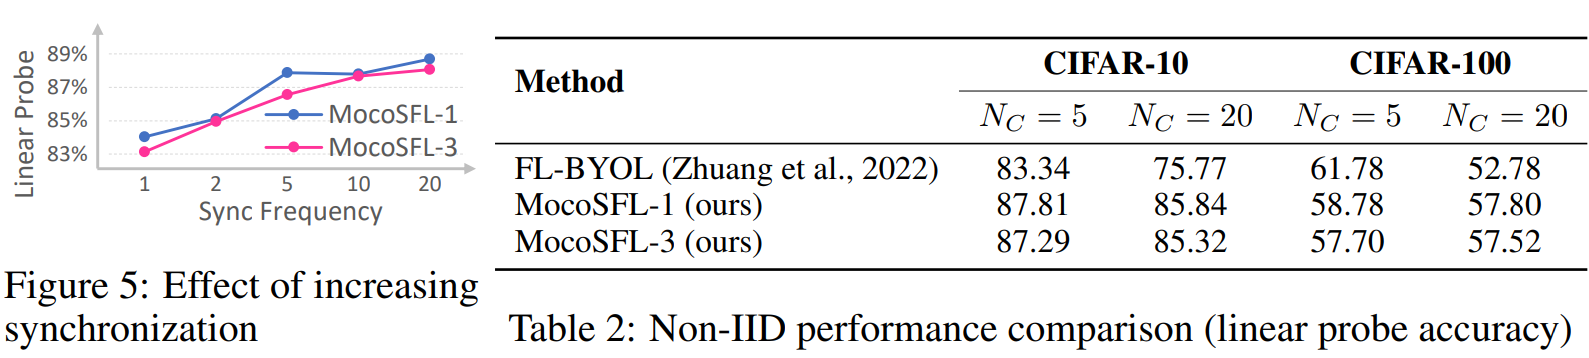 Linear Probe
89%
87%
85%
83%
MocoSFL-1
MocoSFL-3
1 2 5 10 20
Sync Frequency
Figure 5: Effect of increasing
synchronization
Method CIFAR-10 CIFAR-100
N_C = 5 N_C = 20 N_C = 5 N_C = 20
FL-BYOL (Zhuang et al., 2022) 83.34 75.77 61.78 52.78
MocoSFL-1 (ours) 87.81 85.84 58.78 57.80
MocoSFL-3 (ours) 87.29 85.32 57.70 57.52
Table 2: Non-IID performance comparison (linear probe accuracy)